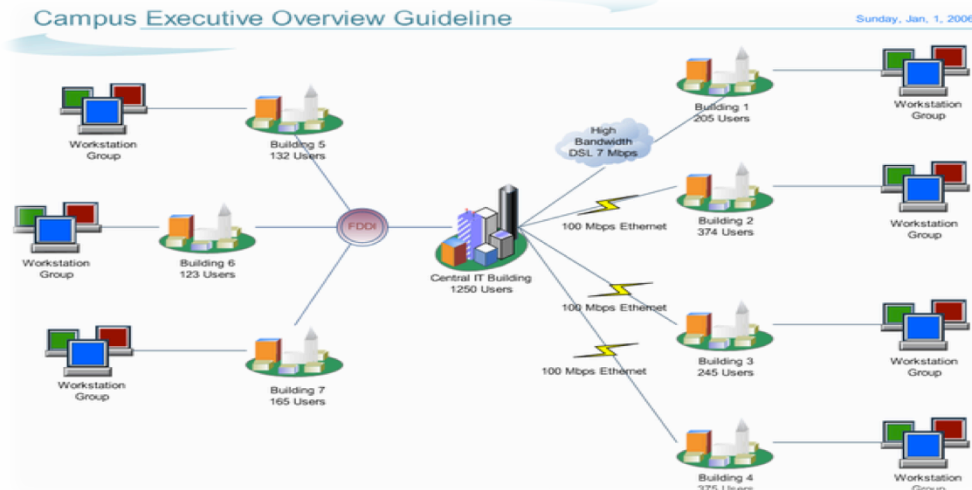 Campus Executive Overview Guideline
Sunday, Jan, 1, 2006
Workstation
Group
Building 5
132 Users
High
Bandwidth
DSL 7 Mbps
Building 1
205 Users
Workstation
Group
Workstation
Group
Building 6
123 Users
FDDI
Central IT Building
1250 Users
100 Mbps Ethernet
Building 2
374 Users
Workstation
Group
Workstation
Group
Building 7
165 Users
100 Mbps Ethernet
Building 3
245 Users
Workstation
Group
100 Mbps Ethernet
Building 4
375 Users
Workstation
Group